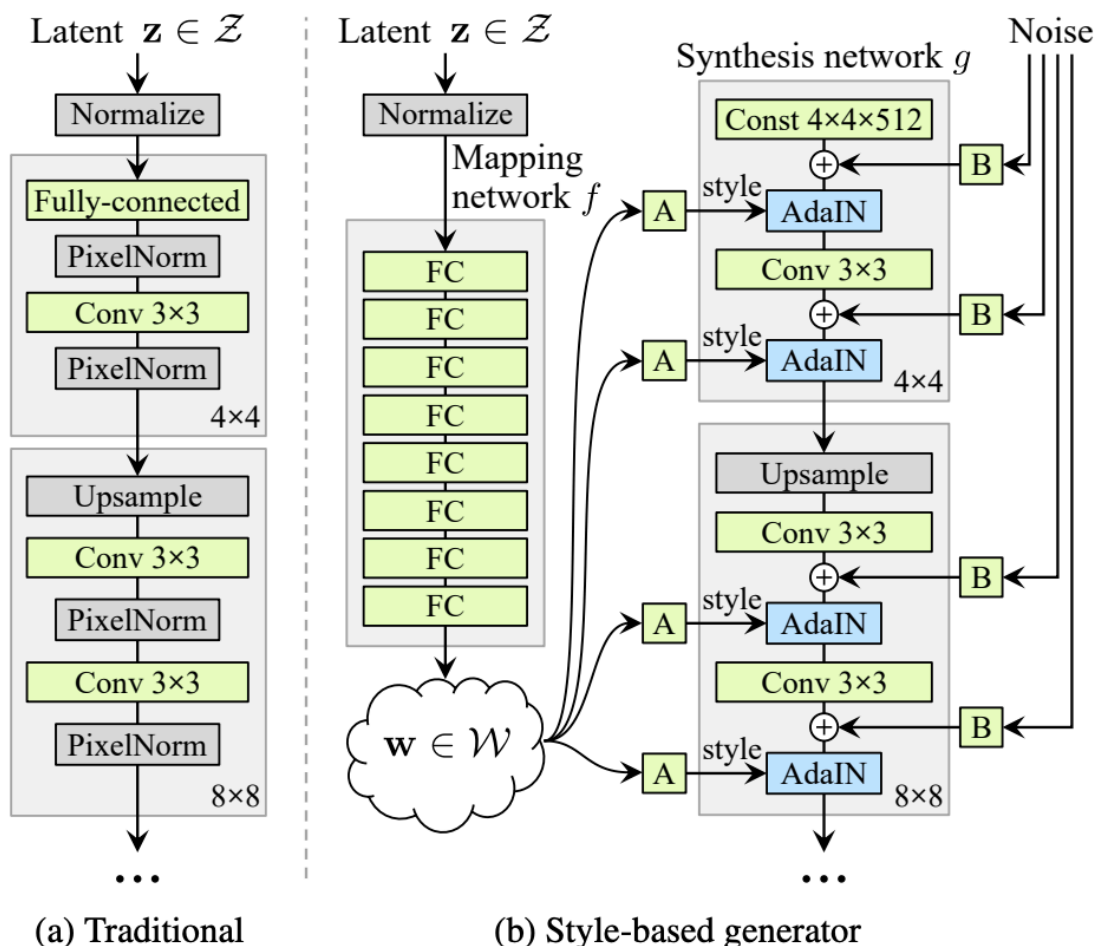 Latent z ∈ 𝒵
Normalize
Fully-connected
PixelNorm
Conv 3×3
PixelNorm
4×4
Upsample
Conv 3×3
PixelNorm
Conv 3×3
PixelNorm
8×8
...
(a) Traditional
Latent z ∈ 𝒵
Normalize
Mapping
network f
FC
FC
FC
FC
FC
FC
FC
FC
w ∈ 𝒲
A
style
A
style
A
style
A
style
Synthesis network g
Const 4×4×512
+
AdaIN
Conv 3×3
+
AdaIN
4×4
Upsample
Conv 3×3
+
AdaIN
Conv 3×3
+
AdaIN
8×8
...
Noise
B
B
B
B
(b) Style-based generator